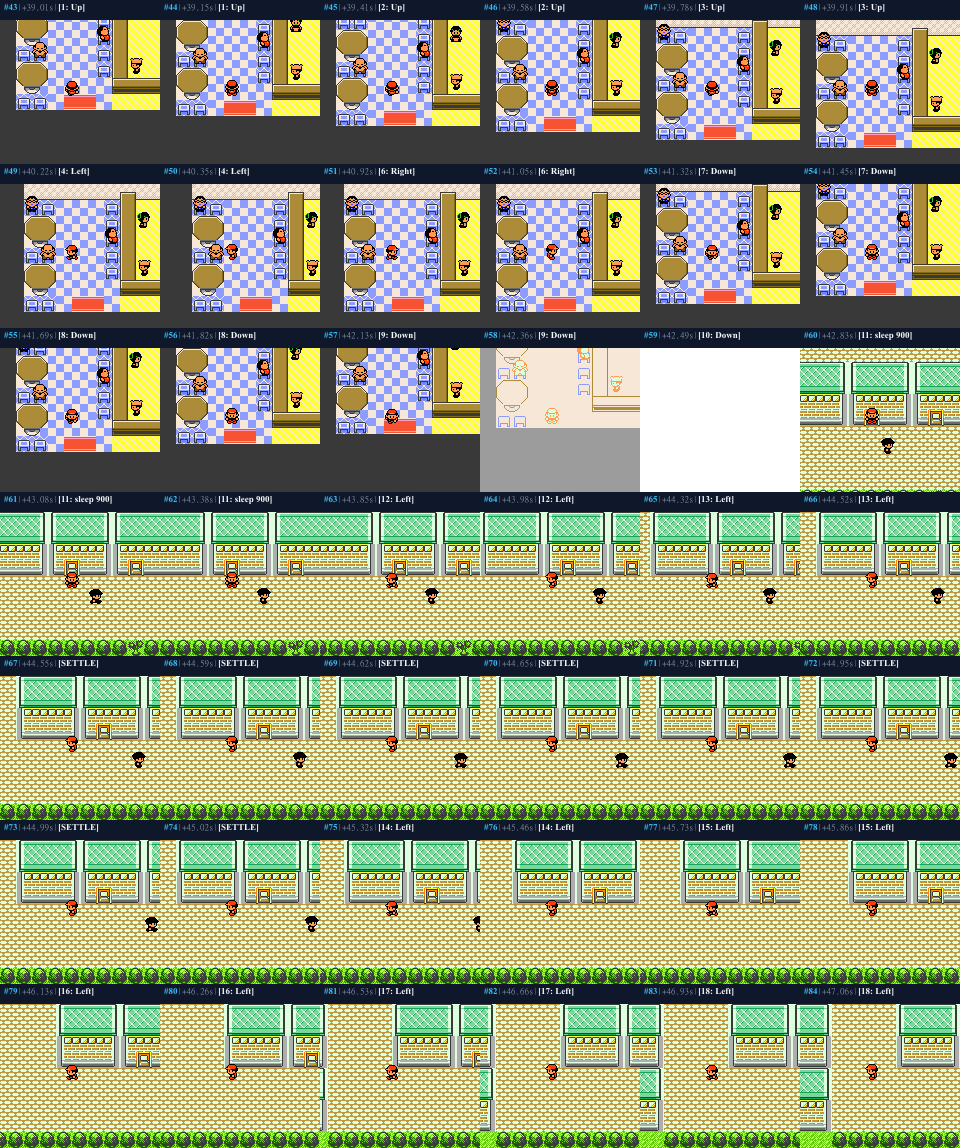 #43|+39.01s| [1: Up]
#44|+39.15s| [1: Up]
#45|+39.41s| [2: Up]
#46|+39.58s| [2: Up]
#47|+39.78s| [3: Up]
#48|+39.91s| [3: Up]
#49|+40.22s| [4: Left]
#50|+40.35s| [4: Left]
#51|+40.92s| [6: Right]
#52|+41.05s| [6: Right]
#53|+41.32s| [7: Down]
#54|+41.45s| [7: Down]
#55|+41.69s| [8: Down]
#56|+41.82s| [8: Down]
#57|+42.13s| [9: Down]
#58|+42.36s| [9: Down]
#59|+42.49s| [10: Down]
#60|+42.83s| [11: sleep 900]
#61|+43.08s| [11: sleep 900]
#62|+43.38s| [11: sleep 900]
#63|+43.85s| [12: Left]
#64|+43.98s| [12: Left]
#65|+44.32s| [13: Left]
#66|+44.52s| [13: Left]
#67|+44.55s| [SETTLE]
#68|+44.59s| [SETTLE]
#69|+44.62s| [SETTLE]
#70|+44.65s| [SETTLE]
#71|+44.92s| [SETTLE]
#72|+44.95s| [SETTLE]
#73|+44.99s| [SETTLE]
#74|+45.02s| [SETTLE]
#75|+45.32s| [14: Left]
#76|+45.46s| [14: Left]
#77|+45.73s| [15: Left]
#78|+45.86s| [15: Left]
#79|+46.13s| [16: Left]
#80|+46.26s| [16: Left]
#81|+46.53s| [17: Left]
#82|+46.66s| [17: Left]
#83|+46.93s| [18: Left]
#84|+47.06s| [18: Left]